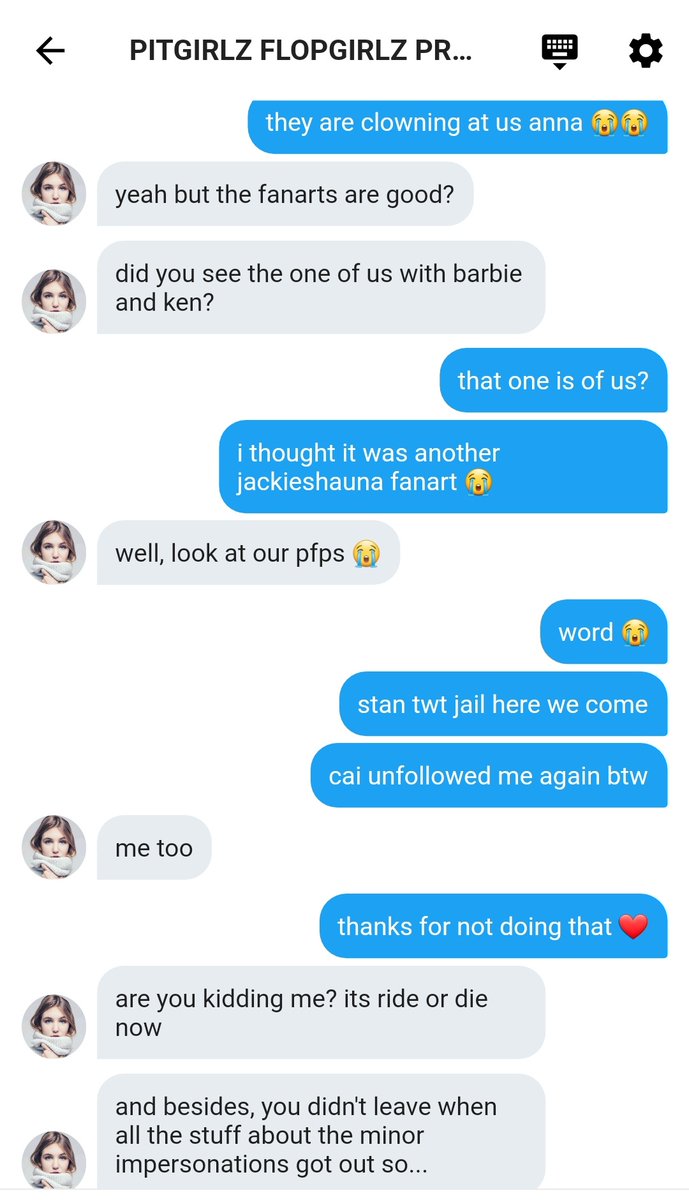 PITGIRLZ FLOPGIRLZ PR...
they are clowning at us anna 😭😭
yeah but the fanarts are good?
did you see the one of us with barbie
and ken?
that one is of us?
i thought it was another
jackieshauna fanart 😭
well, look at our pfps 😭
word 😭
stan twt jail here we come
cai unfollowed me again btw
me too
thanks for not doing that ❤️
are you kidding me? its ride or die
now
and besides, you didn't leave when
all the stuff about the minor
impersonations got out so...